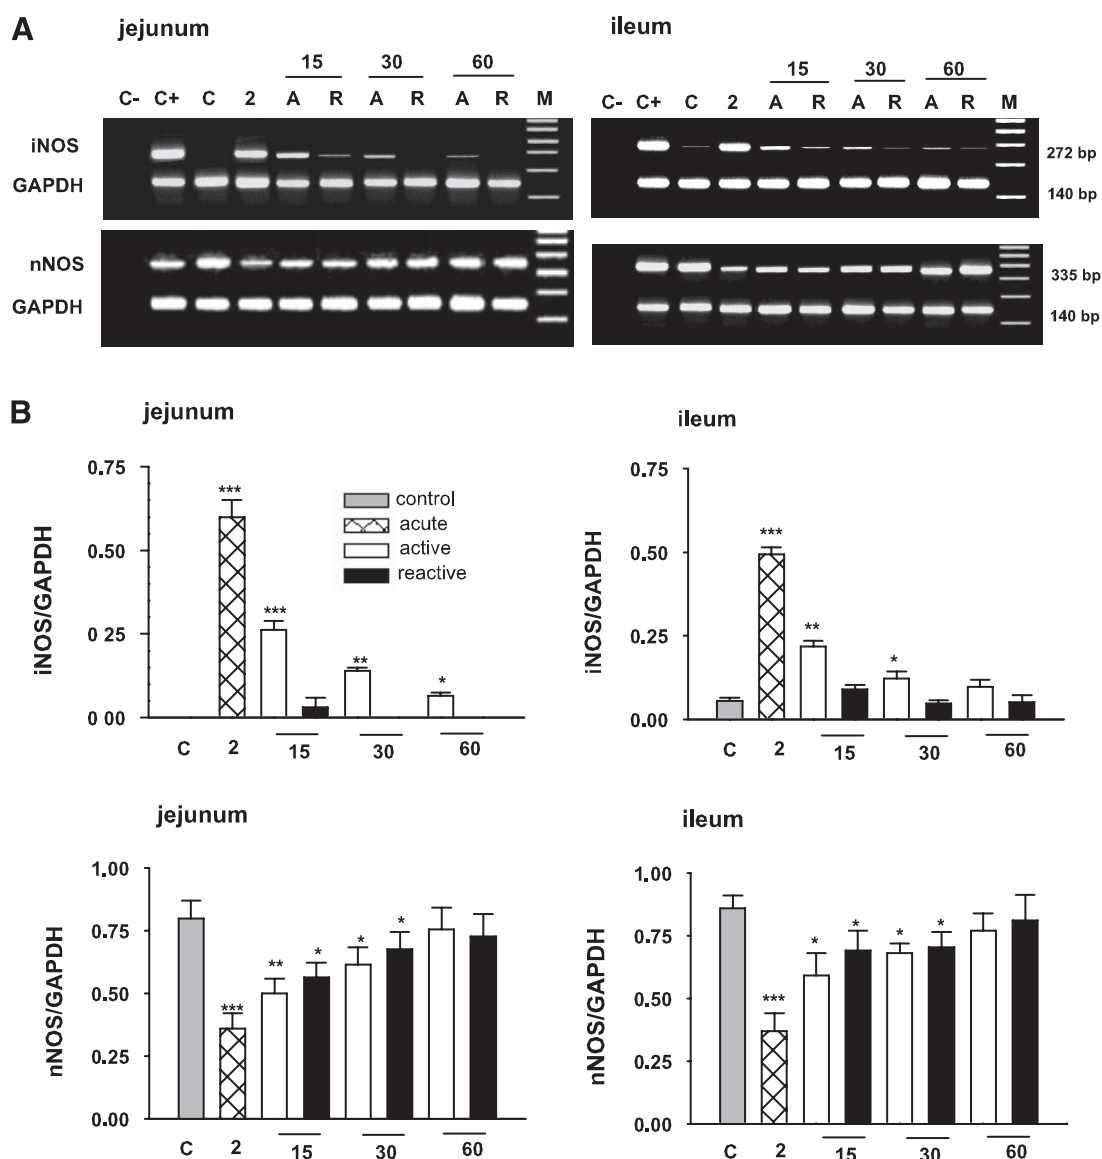 A
jejunum
ileum
15 30 60
15 30 60
C- C+ C 2 A R A R A R M
C- C+ C 2 A R A R A R M
iNOS
272 bp
GAPDH
140 bp
nNOS
335 bp
GAPDH
140 bp
B
jejunum
ileum
0.75
***
control
acute
active
reactive
0.50
iNOS/GAPDH
***
0 25
**
*
0 00
C 2 15 30 60
0.75
***
0.50
iNOS/GAPDH
**
0.25
*
0.00
C 2 15 30 60
jejunum
ileum
1.00
0.75
* * *
**
0.50
***
nNOS/GAPDH
0.25
0.00
C 2 15 30 60
1.00
* * * *
0.75
***
0.50
nNOS/GAPDH
0.25
0.00
C 2 15 30 60